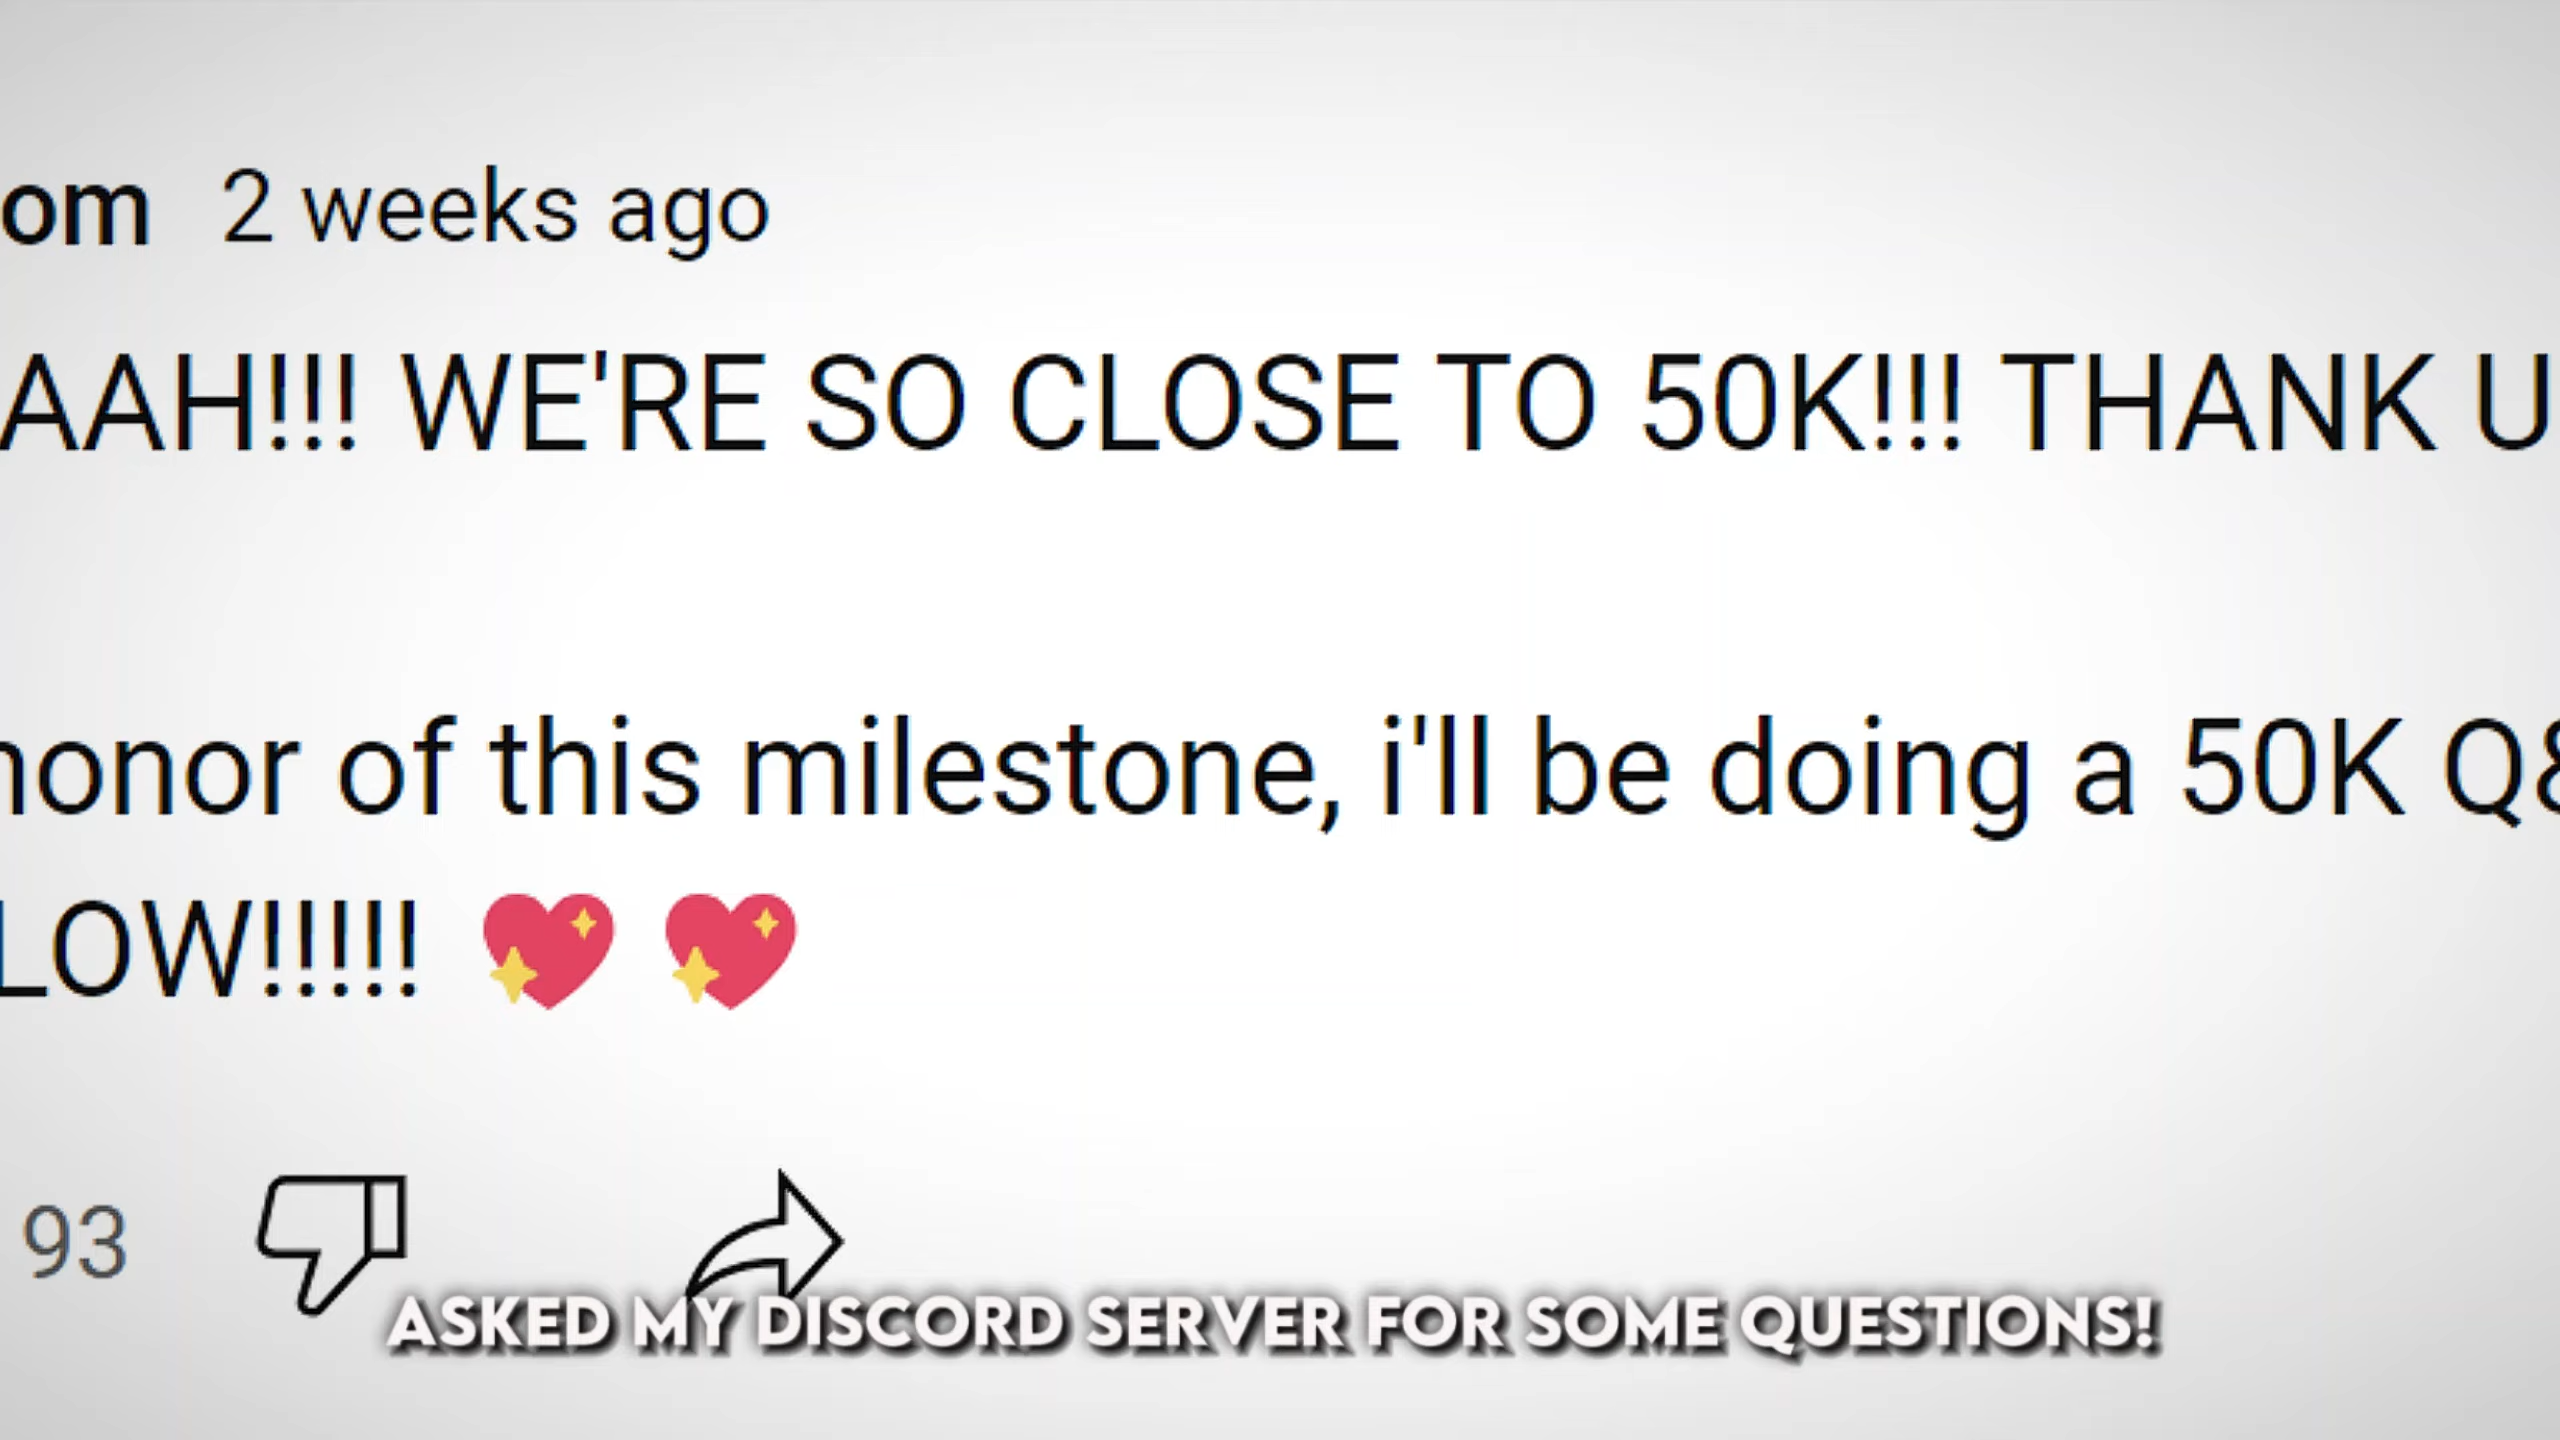 om 2 weeks ago
AAH!!! WE'RE SO CLOSE TO 50K!!! THANK U
honor of this milestone, i'll be doing a 50K Q&
LOW!!!!! 💖 💖
93
ASKED MY DISCORD SERVER FOR SOME QUESTIONS!